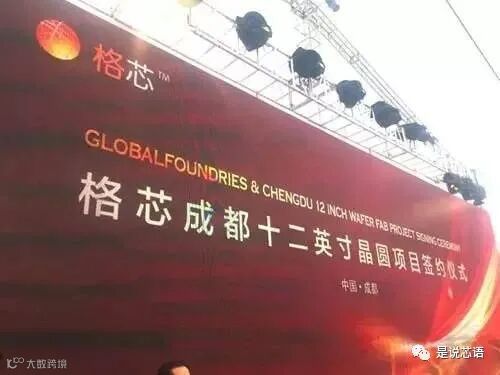 格芯™
GLOBALFOUNDRIES & CHENGDU 12 INCH WAFER FAB PROJECT SIGNING CEREMONY
格芯成都十二英寸晶圆项目签约仪式
中国·成都
是说芯语
大数跨境